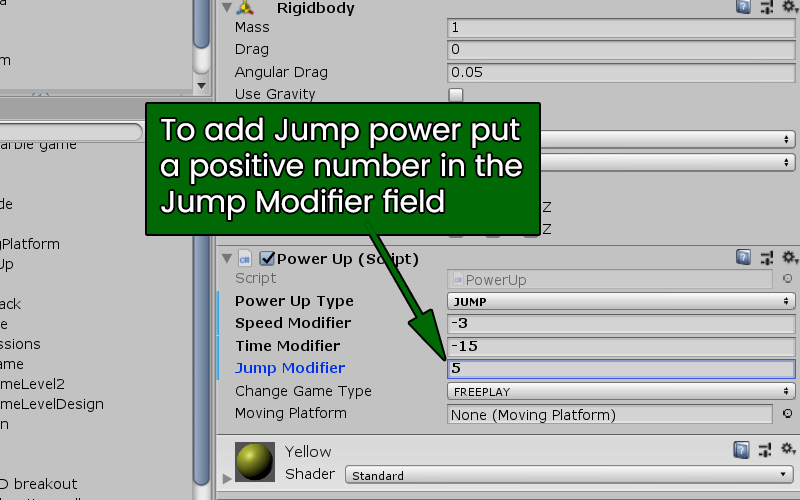 Rigidbody
Mass 1
Drag 0
Angular Drag 0.05
Use Gravity
To add Jump power put
a positive number in the
Jump Modifier field
Z
Z
Power Up (Script)
Script PowerUp
Power Up Type JUMP
Speed Modifier -3
Time Modifier -15
Jump Modifier 5
Change Game Type FREEPLAY
Moving Platform None (Moving Platform)
Yellow
Shader Standard
arble game
de
gPlatform
Up
ack
e
ssions
ame
meLevel2
meLevelDesign
n
D breakout